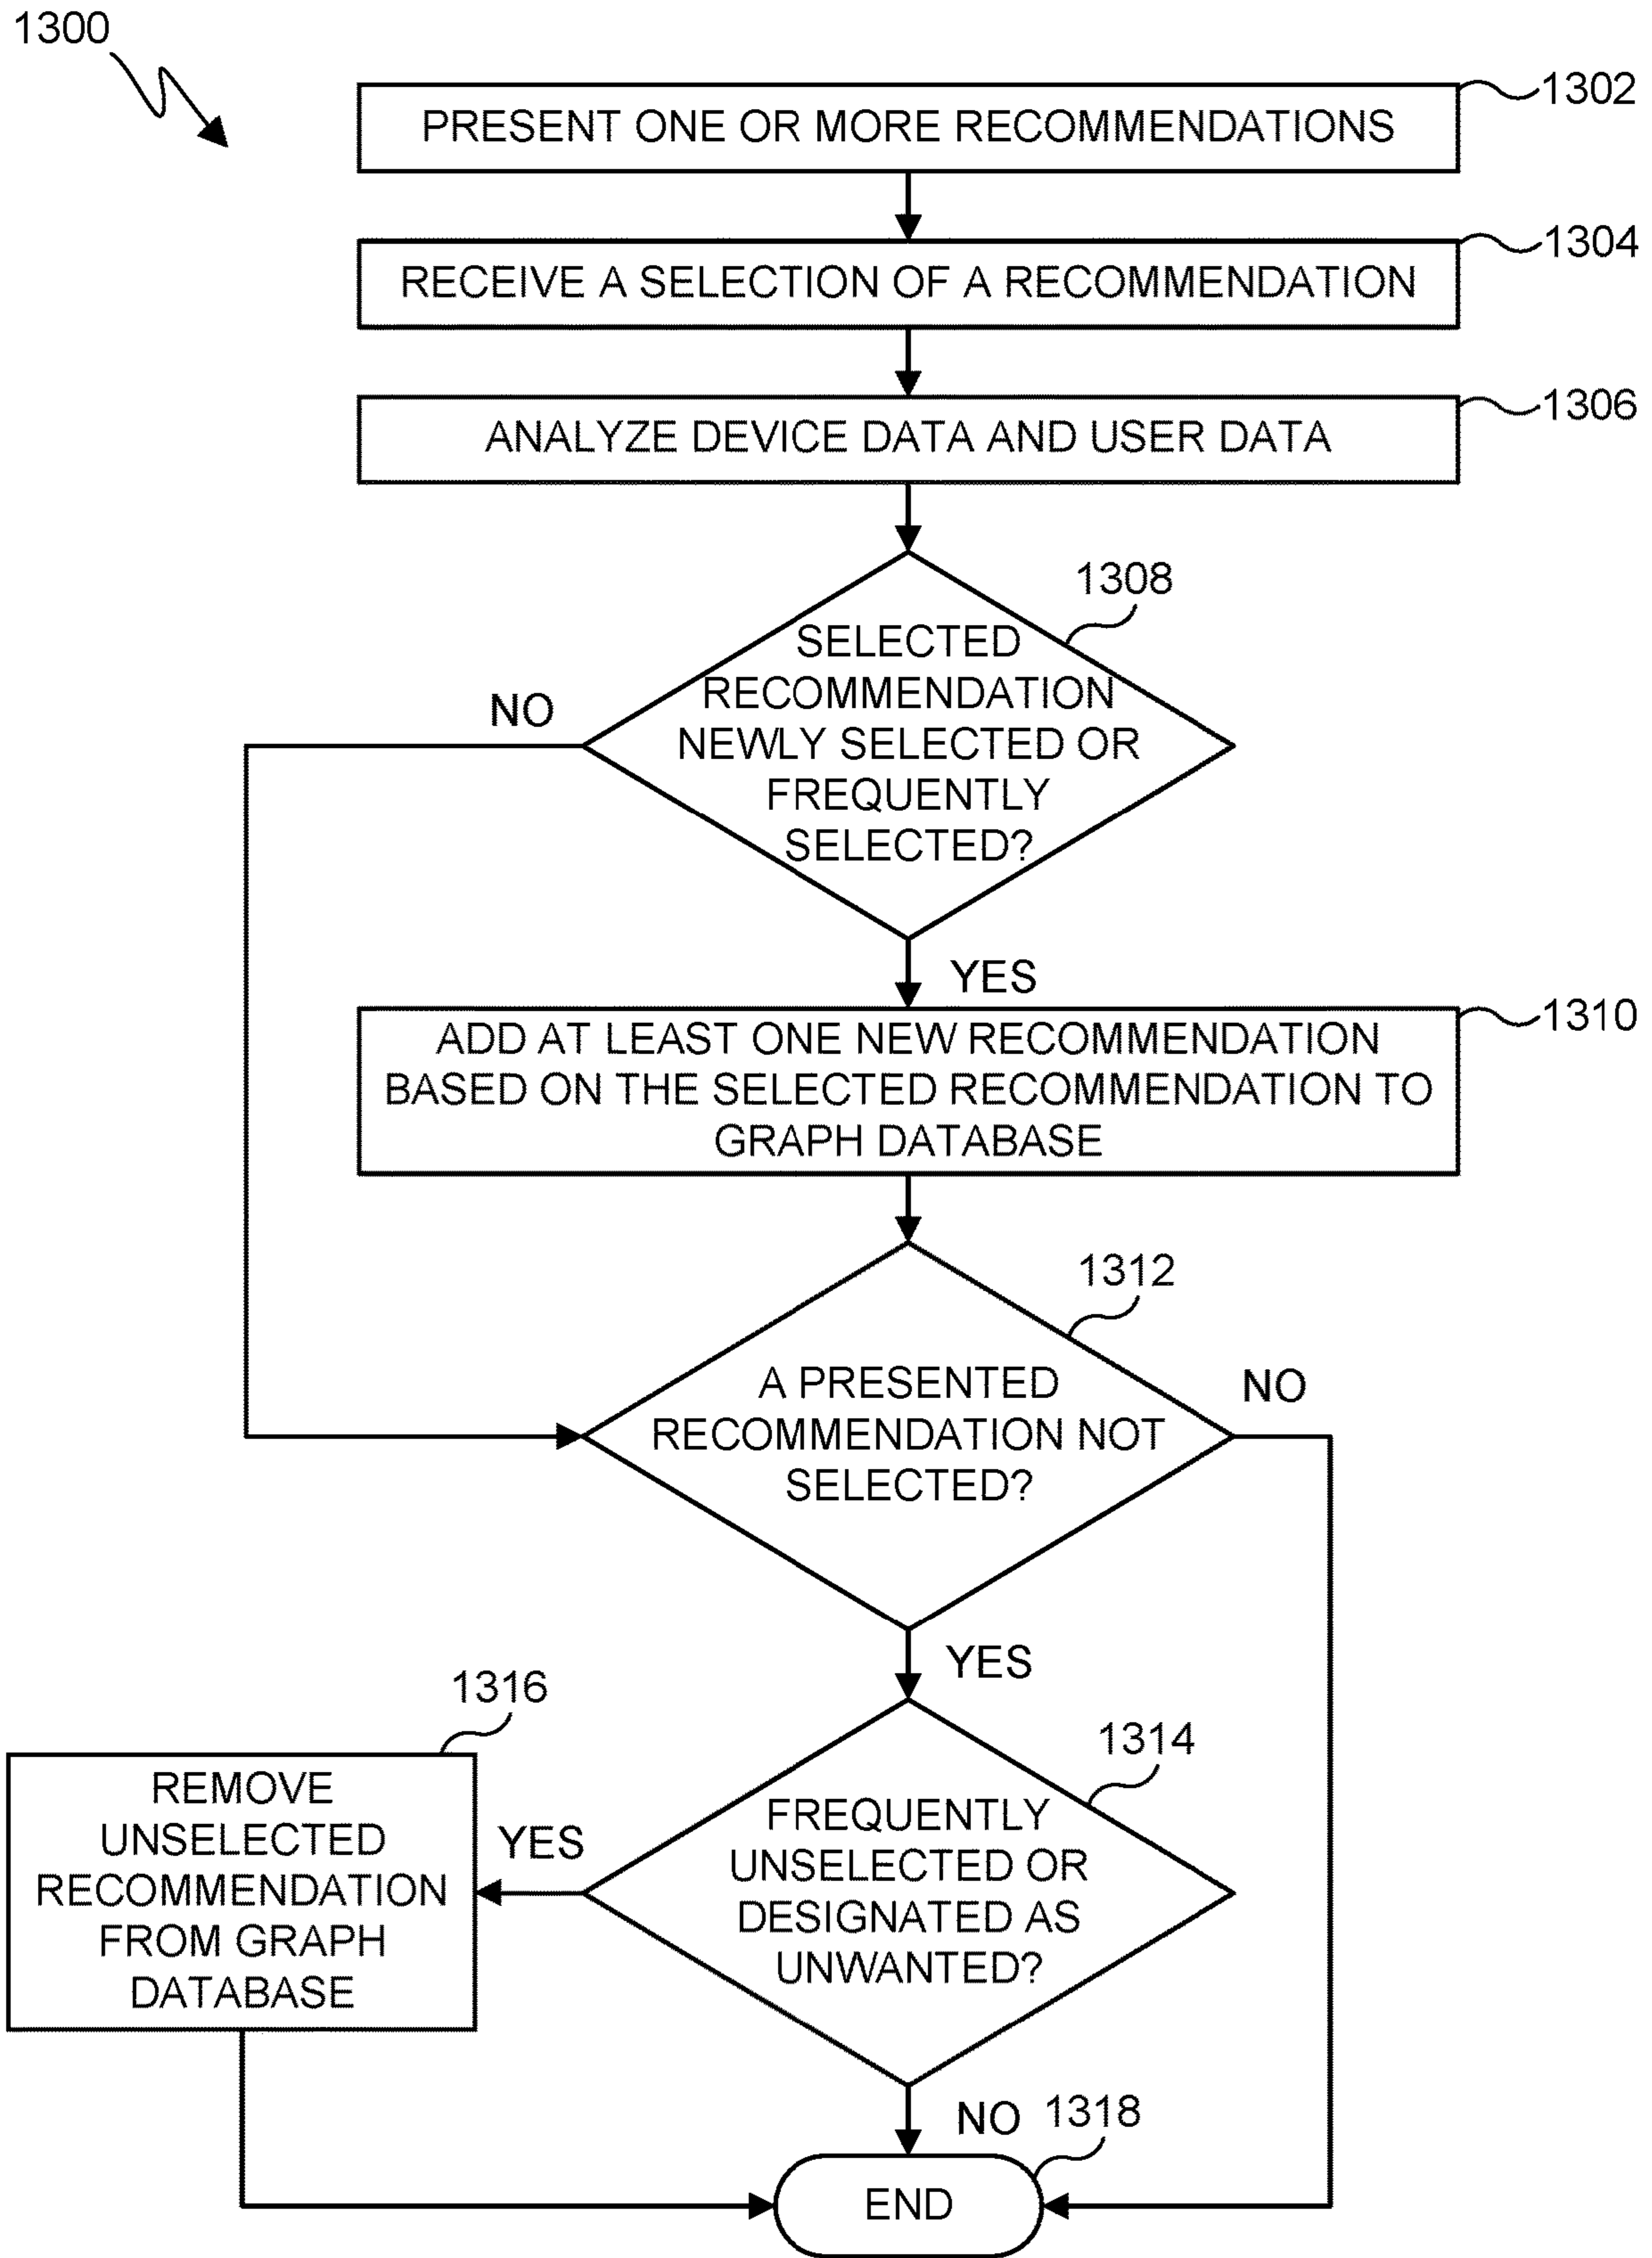 1300
1302
PRESENT ONE OR MORE RECOMMENDATIONS
1304
RECEIVE A SELECTION OF A RECOMMENDATION
1306
ANALYZE DEVICE DATA AND USER DATA
1308
SELECTED
RECOMMENDATION
NEWLY SELECTED OR
FREQUENTLY
SELECTED?
NO
YES
1310
ADD AT LEAST ONE NEW RECOMMENDATION
BASED ON THE SELECTED RECOMMENDATION TO
GRAPH DATABASE
1312
A PRESENTED
RECOMMENDATION NOT
SELECTED?
NO
YES
1314
FREQUENTLY
UNSELECTED OR
DESIGNATED AS
UNWANTED?
YES
1316
REMOVE
UNSELECTED
RECOMMENDATION
FROM GRAPH
DATABASE
NO
1318
END